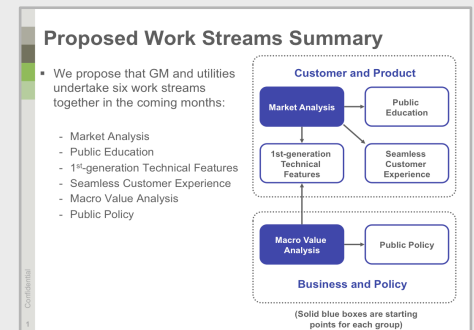 Proposed Work Streams Summary
▪ We propose that GM and utilities
undertake six work streams
together in the coming months:
- Market Analysis
- Public Education
- 1st-generation Technical Features
- Seamless Customer Experience
- Macro Value Analysis
- Public Policy
Customer and Product
Market Analysis
Public
Education
1st-generation
Technical
Features
Seamless
Customer
Experience
Macro Value
Analysis
Public Policy
Business and Policy
(Solid blue boxes are starting
points for each group)
Confidential
1